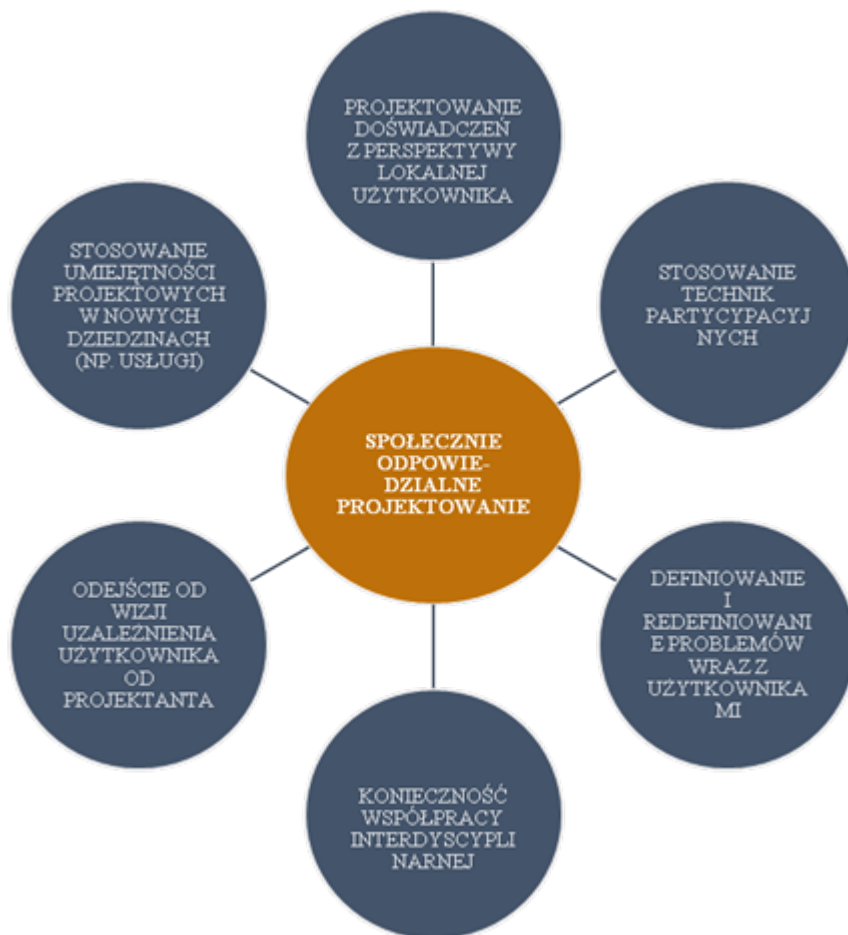 PROJEKTOWANIE
DOŚWIADCZEŃ
Z PERSPEKTYWY
LOKALNEJ
UŻYTKOWNIKA
STOSOWANIE
UMIEJĘTNOŚCI
PROJEKTOWYCH
W NOWYCH
DZIEDZINACH
(NP. USŁUGI)
STOSOWANIE
TECHNIK
PARTYCYPACYJ
NYCH
SPOŁECZNIE
ODPOWIE-
DZIALNE
PROJEKTOWANIE
ODEJŚCIE OD
WIZJI
UZALEŻNIENIA
UŻYTKOWNIKA
OD
PROJEKTANTA
DEFINIOWANIE
I
REDEFINIOWANI
E PROBLEMÓW
WRAZ Z
UŻYTKOWNIKA
MI
KONIECZNOŚĆ
WSPÓŁPRACY
INTERDYSCYPLI
NARNEJ